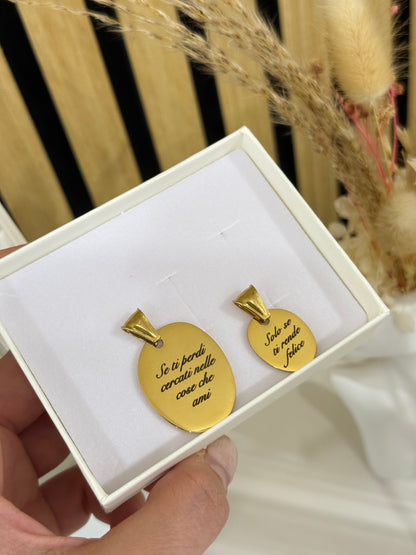 Se ti perdi
cercati nelle
cose che
ami
Solo se
ti rende
felice